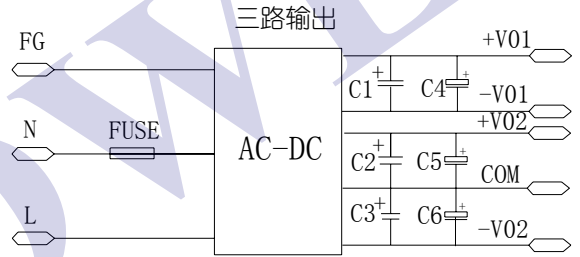 三路输出
FG
N
FUSE
L
AC-DC
C1
+
C4
+
+V01
-V01
+V02
C2
+
C5
+
COM
C3
+
C6
+
-V02